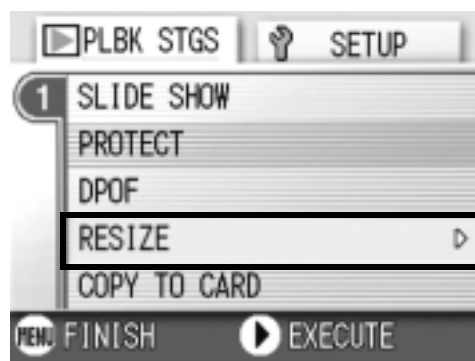 PLBK STGS SETUP
1 SLIDE SHOW
PROTECT
DPOF
RESIZE
COPY TO CARD
MENU FINISH EXECUTE